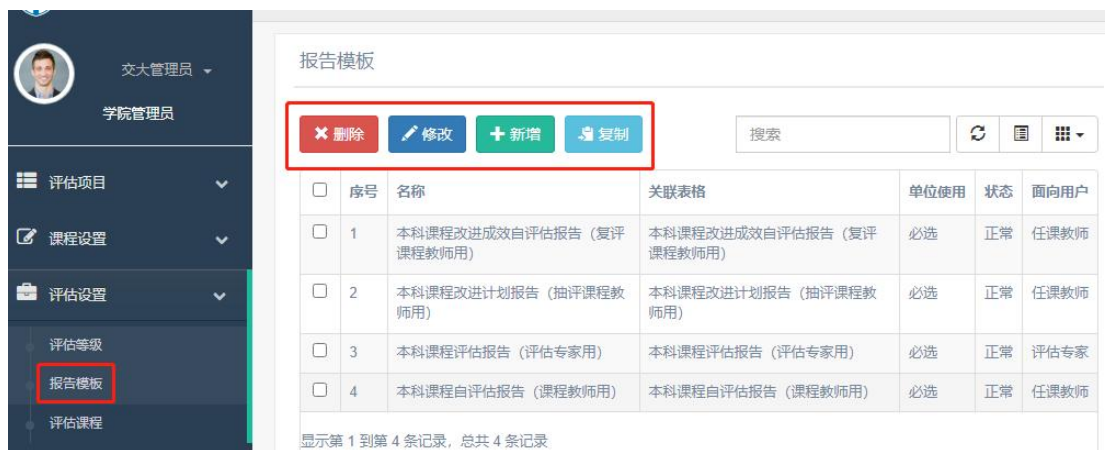 交大管理员
学院管理员
评估项目
课程设置
评估设置
评估等级
报告模板
评估课程
报告模板
删除 修改 新增 复制 搜索
序号 名称 关联表格 单位使用 状态 面向用户
1 本科课程改进成效自评估报告（复评 本科课程改进成效自评估报告（复评 必选 正常 任课教师
课程教师用） 课程教师用）
2 本科课程改进计划报告（抽评课程教 本科课程改进计划报告（抽评课程教 必选 正常 任课教师
师用） 师用）
3 本科课程评估报告（评估专家用） 本科课程评估报告（评估专家用） 必选 正常 评估专家
4 本科课程自评估报告（课程教师用） 本科课程自评估报告（课程教师用） 必选 正常 任课教师
显示第 1 到第 4 条记录，总共 4 条记录